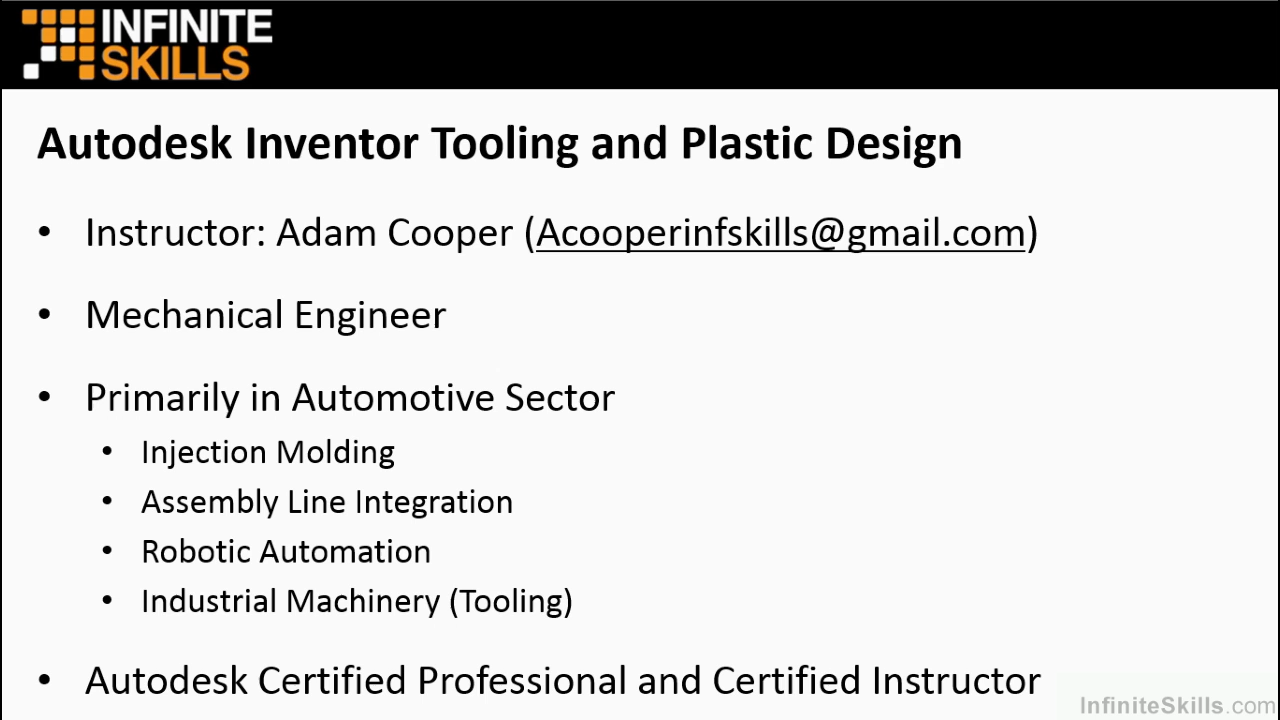 INFINITE
SKILLS
Autodesk Inventor Tooling and Plastic Design
• Instructor: Adam Cooper (Acooperinfskills@gmail.com)
• Mechanical Engineer
• Primarily in Automotive Sector
• Injection Molding
• Assembly Line Integration
• Robotic Automation
• Industrial Machinery (Tooling)
• Autodesk Certified Professional and Certified Instructor
InfiniteSkills.com